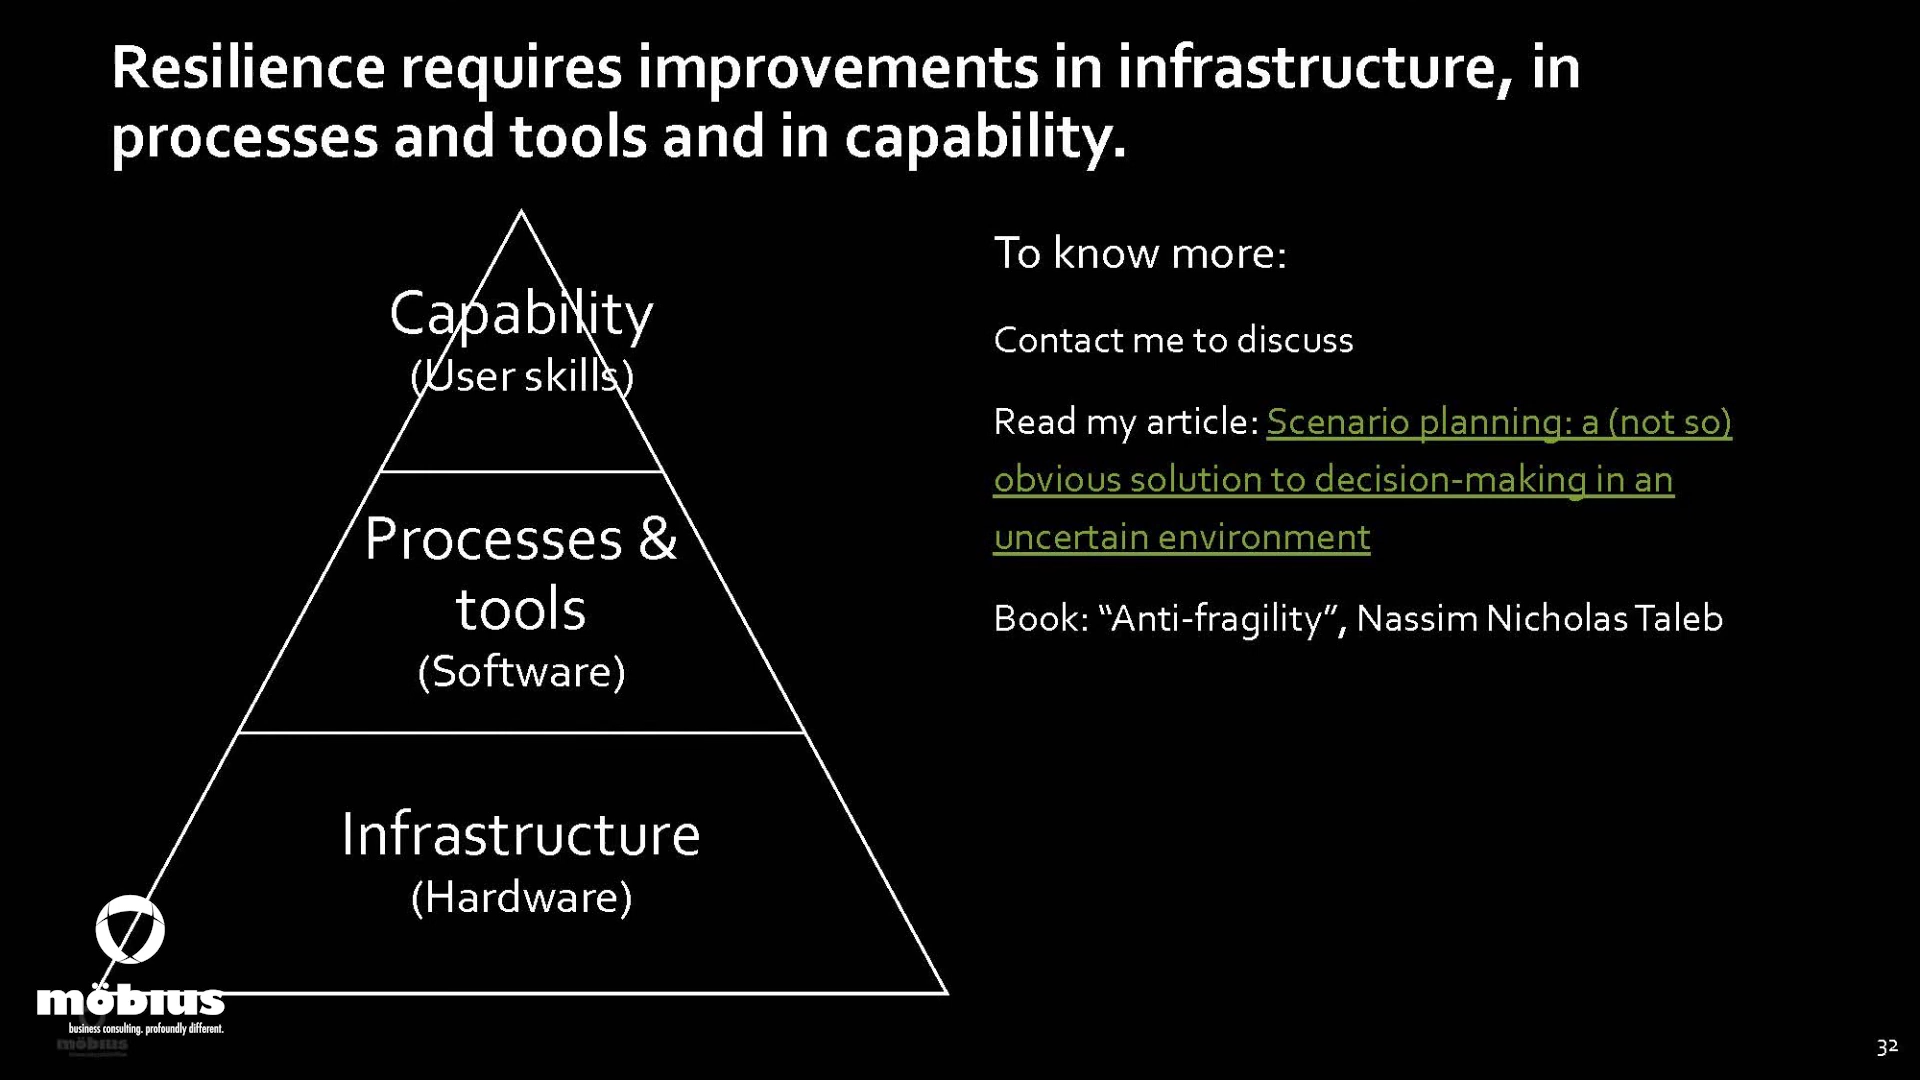 Resilience requires improvements in infrastructure, in
processes and tools and in capability.
Capability
(User skills)
Processes &
tools
(Software)
Infrastructure
(Hardware)
To know more:
Contact me to discuss
Read my article: Scenario planning: a (not so)
obvious solution to decision-making in an
uncertain environment
Book: “Anti-fragility”, Nassim Nicholas Taleb
möbius
business consulting. profoundly different.
möbius
32